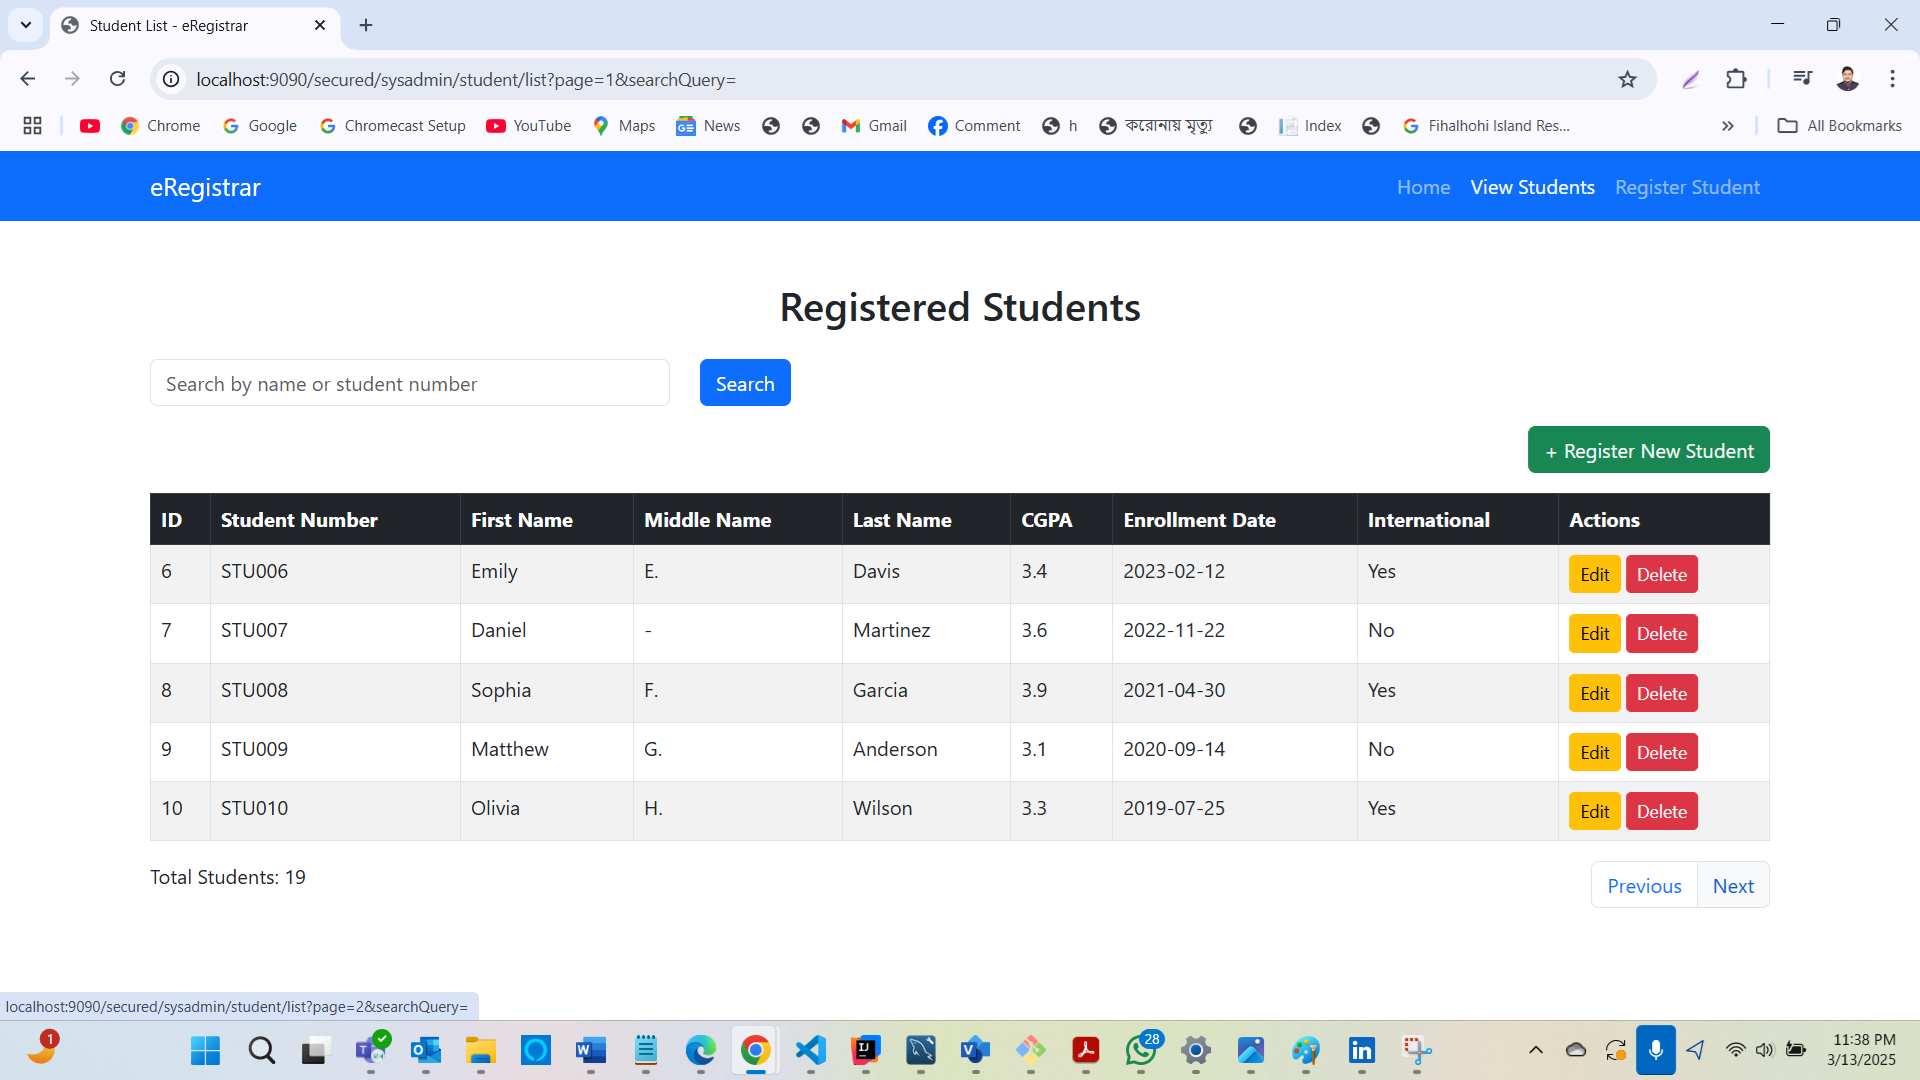 Student List - eRegistrar
localhost:9090/secured/sysadmin/student/list?page=1&searchQuery=
Chrome Google Chromecast Setup YouTube Maps News Gmail Comment h করোনায় মৃত্যু Index Fihalhohi Island Res... All Bookmarks
eRegistrar Home View Students Register Student
Registered Students
Search by name or student number Search
+ Register New Student
ID Student Number First Name Middle Name Last Name CGPA Enrollment Date International Actions
6 STU006 Emily E. Davis 3.4 2023-02-12 Yes Edit Delete
7 STU007 Daniel - Martinez 3.6 2022-11-22 No Edit Delete
8 STU008 Sophia F. Garcia 3.9 2021-04-30 Yes Edit Delete
9 STU009 Matthew G. Anderson 3.1 2020-09-14 No Edit Delete
10 STU010 Olivia H. Wilson 3.3 2019-07-25 Yes Edit Delete
Total Students: 19 Previous Next
localhost:9090/secured/sysadmin/student/list?page=2&searchQuery=
1 28 11:38 PM
3/13/2025